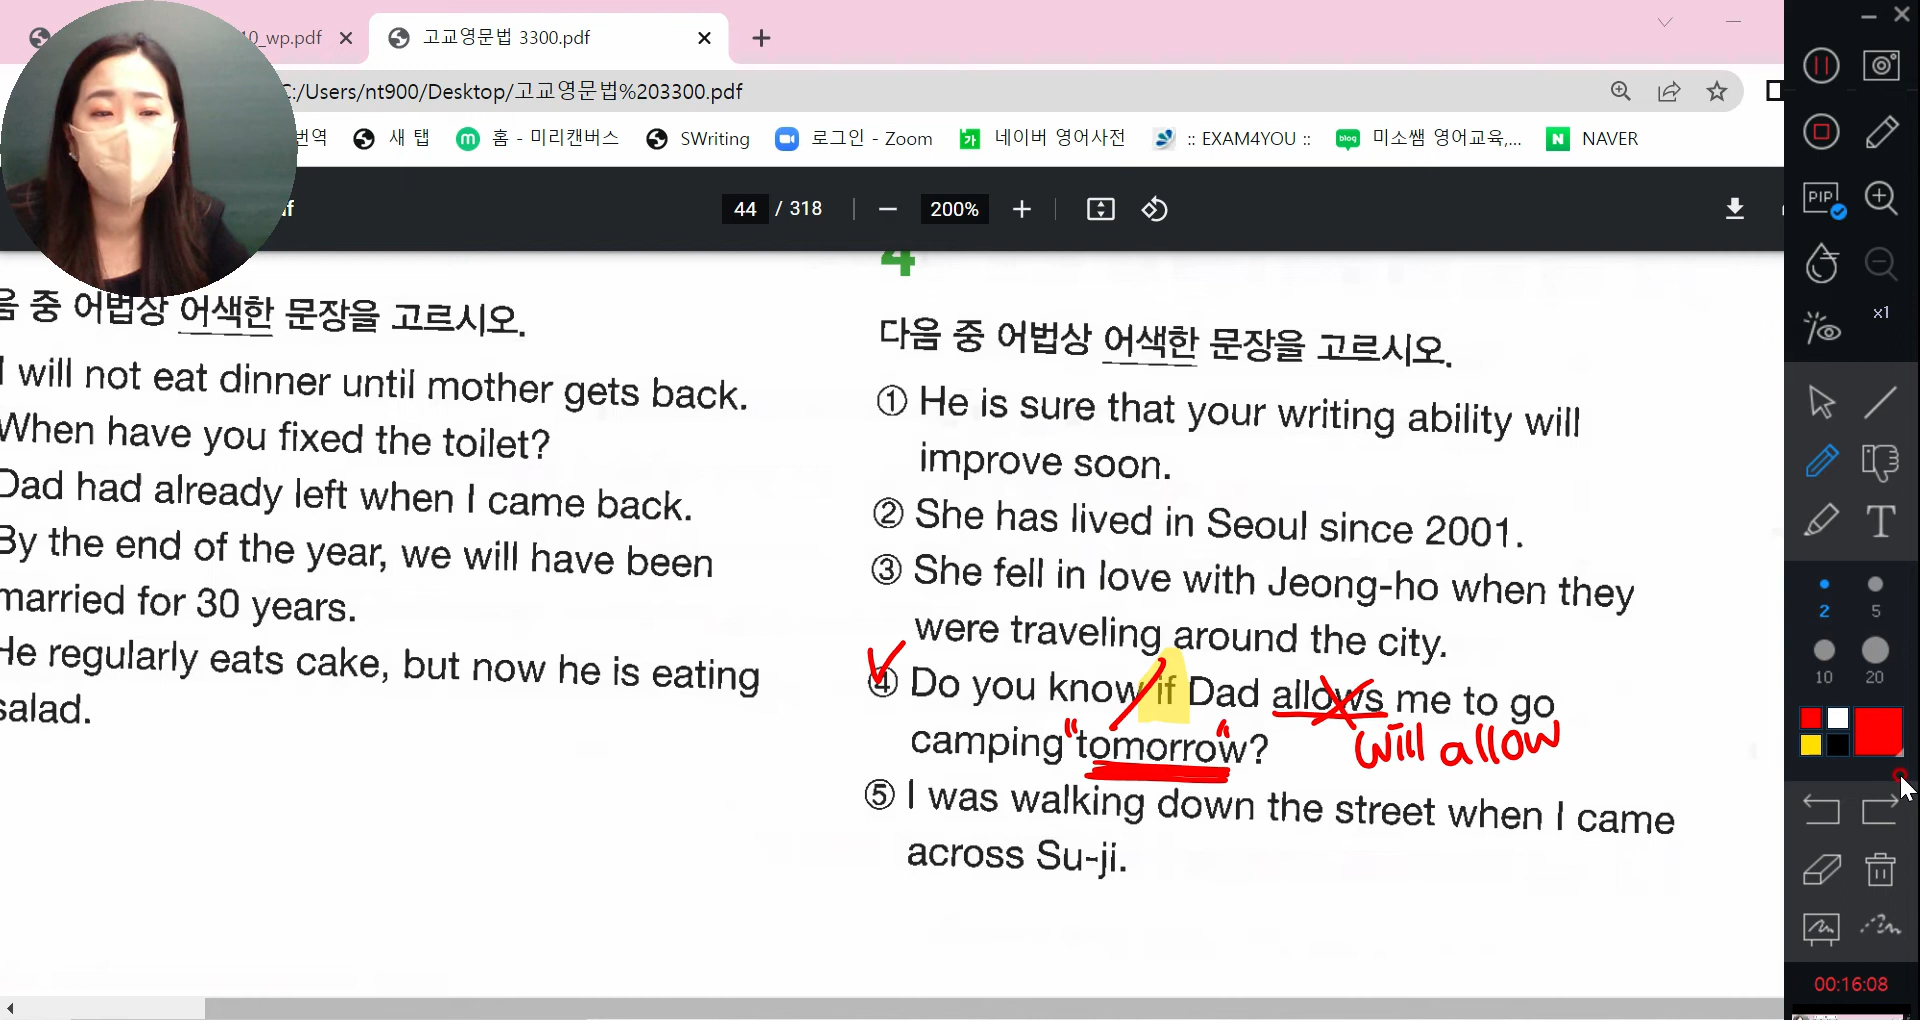 10_wp.pdf
고교영문법 3300.pdf
C:/Users/nt900/Desktop/고교영문법%203300.pdf
번역
새 탭
홈 - 미리캔버스
SWriting
로그인 - Zoom
네이버 영어사전
:: EXAM4YOU ::
미소쌤 영어교육,...
NAVER
44 / 318
200%
PIP
x1
음 중 어법상 어색한 문장을 고르시오.
I will not eat dinner until mother gets back.
When have you fixed the toilet?
Dad had already left when I came back.
By the end of the year, we will have been
married for 30 years.
He regularly eats cake, but now he is eating
salad.
4
다음 중 어법상 어색한 문장을 고르시오.
① He is sure that your writing ability will
improve soon.
② She has lived in Seoul since 2001.
③ She fell in love with Jeong-ho when they
were traveling around the city.
④ Do you know if Dad allows me to go
camping "tomorrow"?
will allow
⑤ I was walking down the street when I came
across Su-ji.
T
2
5
10
20
00:16:08